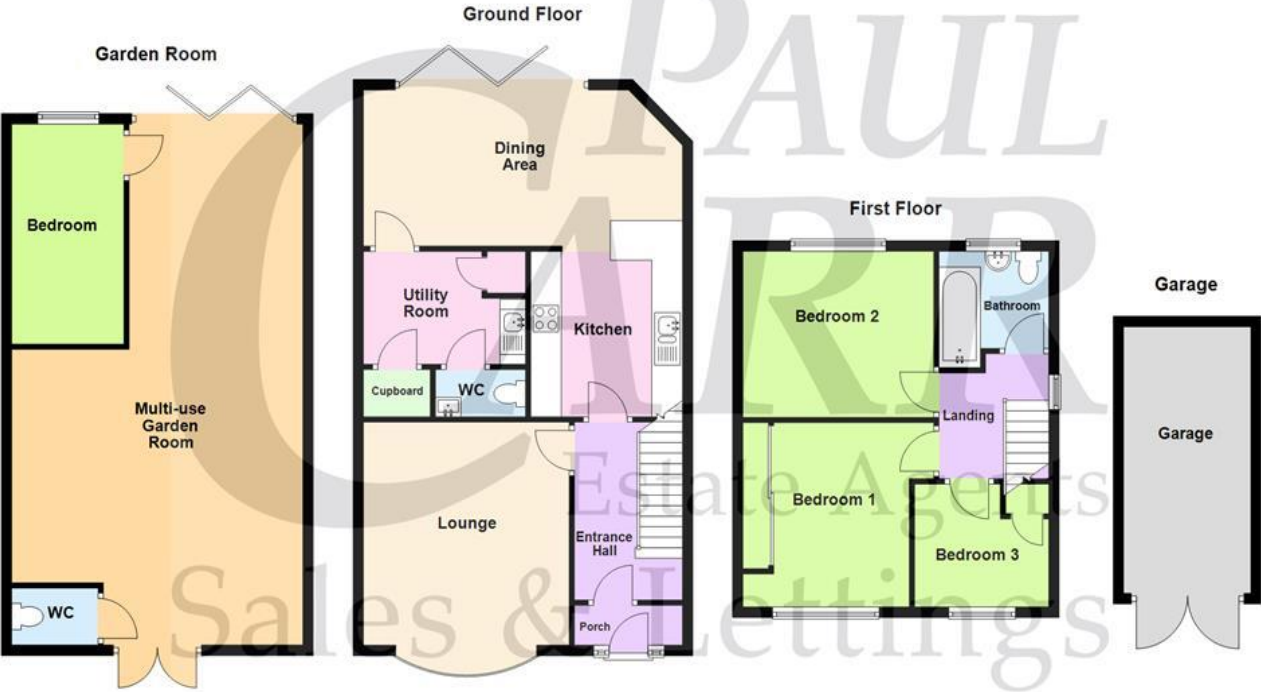 Ground Floor
Garden Room
PAUL
CARR
Estate Agents
Sales & Lettings
Dining
Area
Bedroom
Utility
Room
Kitchen
Cupboard
WC
Multi-use
Garden
Room
Lounge
Entrance
Hall
Porch
WC
First Floor
Bedroom 2
Bathroom
Landing
Bedroom 1
Bedroom 3
Garage
Garage